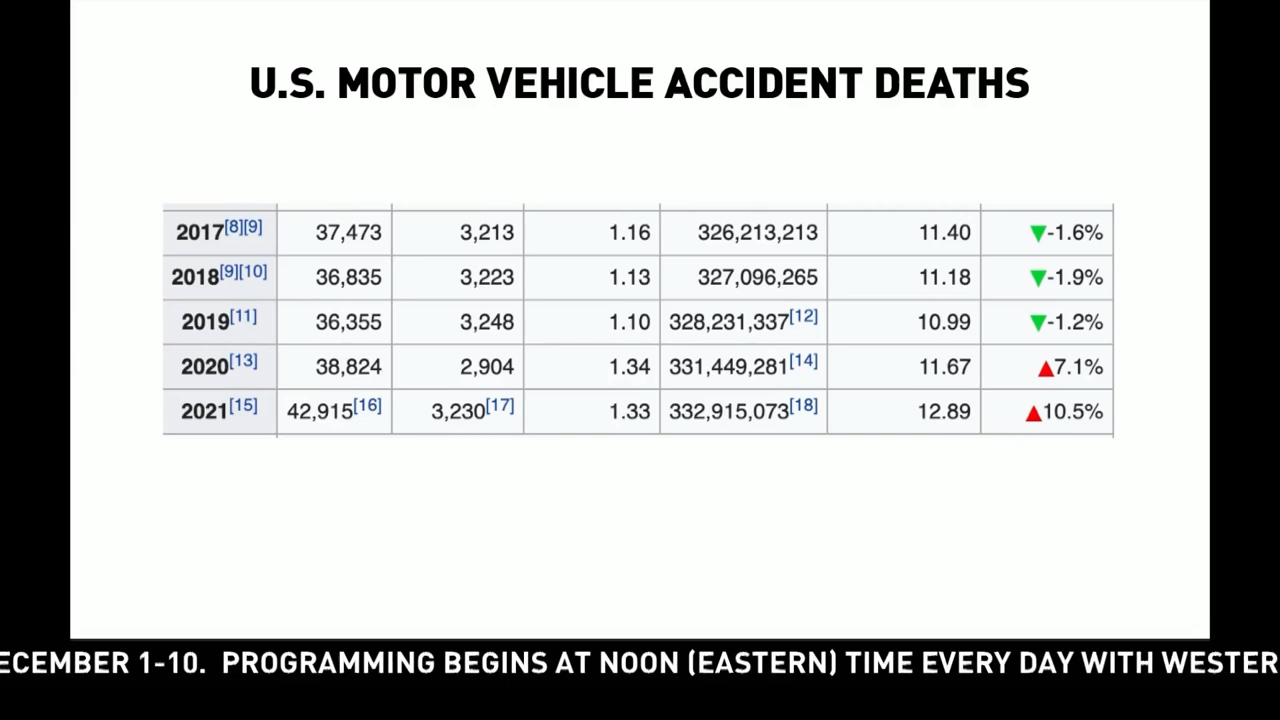 U.S. MOTOR VEHICLE ACCIDENT DEATHS
2017[8][9] 37,473 3,213 1.16 326,213,213 11.40 ▼-1.6%
2018[9][10] 36,835 3,223 1.13 327,096,265 11.18 ▼-1.9%
2019[11] 36,355 3,248 1.10 328,231,337[12] 10.99 ▼-1.2%
2020[13] 38,824 2,904 1.34 331,449,281[14] 11.67 ▲7.1%
2021[15] 42,915[16] 3,230[17] 1.33 332,915,073[18] 12.89 ▲10.5%
ECEMBER 1-10. PROGRAMMING BEGINS AT NOON (EASTERN) TIME EVERY DAY WITH WESTER